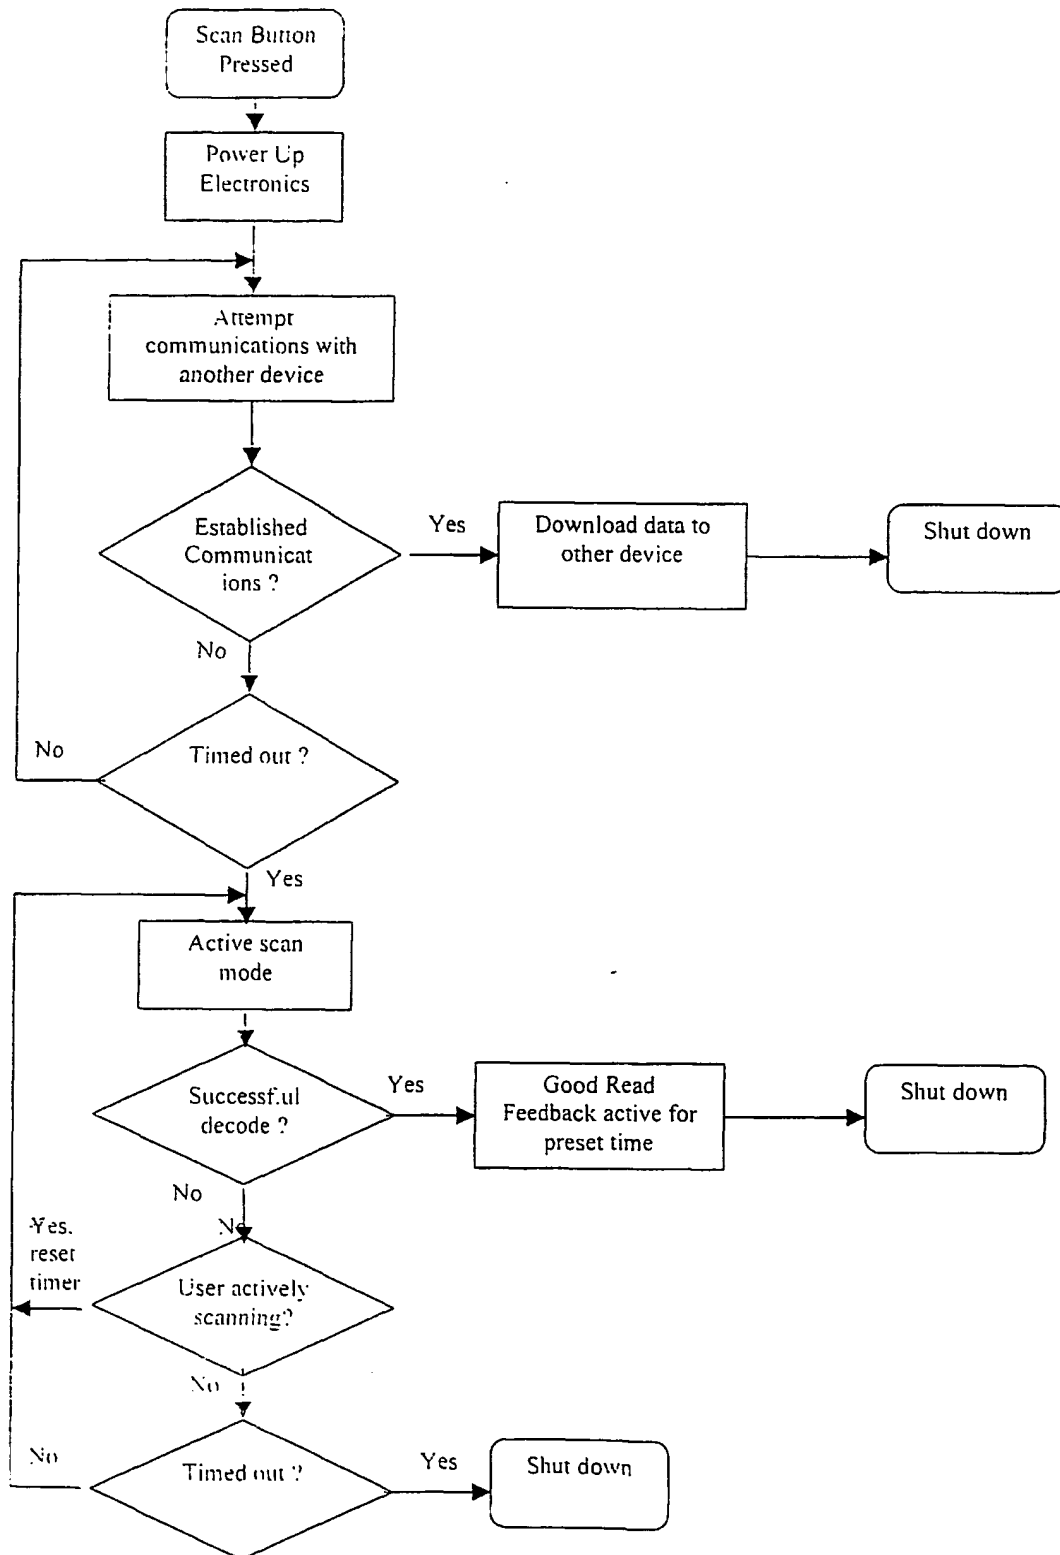 Scan Button
Pressed
Power Up
Electronics
Attempt
communications with
another device
Established
Communicat
ions ?
Yes
Download data to
other device
Shut down
No
Timed out ?
No
Yes
Active scan
mode
Successful
decode ?
Yes
Good Read
Feedback active for
preset time
Shut down
No
No
Yes,
reset
timer
User actively
scanning?
No
Timed out ?
No
Yes
Shut down